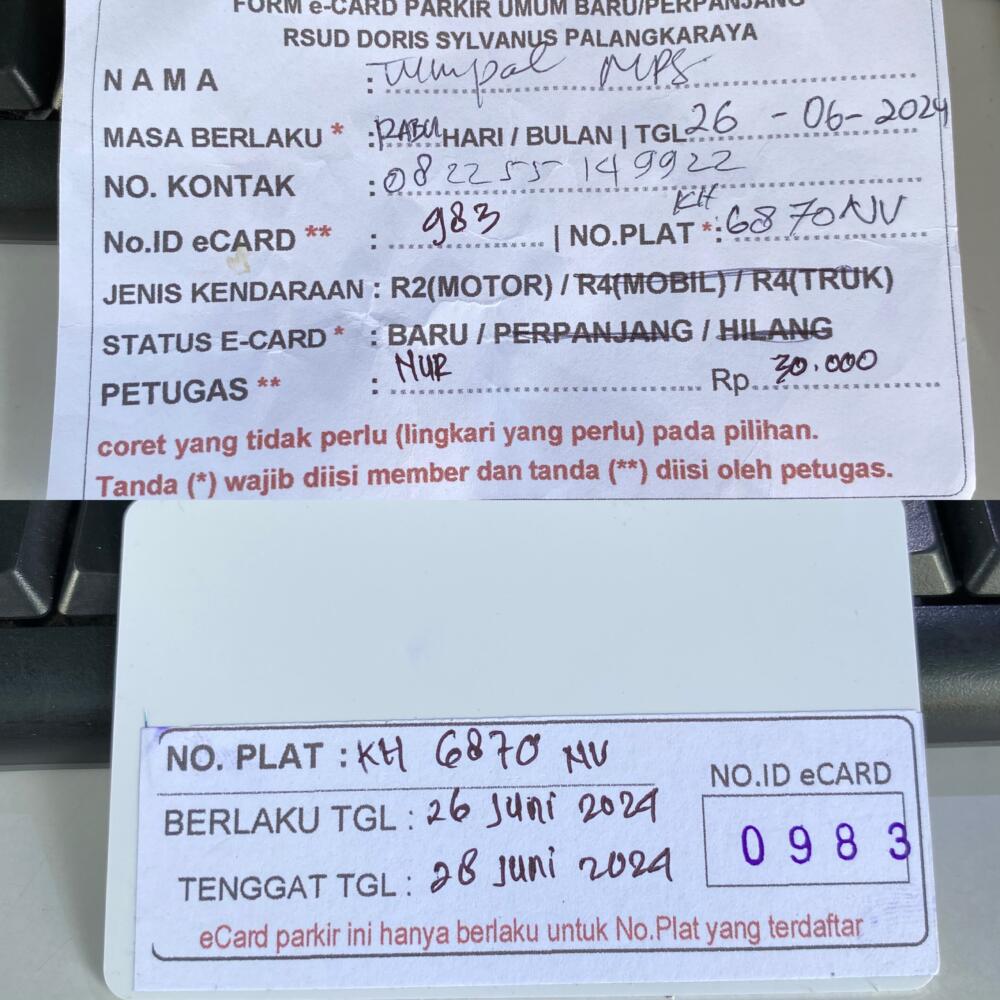 FORM e-CARD PARKIR UMUM BARU/PERPANJANG
RSUD DORIS SYLVANUS PALANGKARAYA
NAMA : Tumpal MPS
MASA BERLAKU * : RABU HARI / BULAN | TGL 26 - 06 - 2024
NO. KONTAK : 082255149922
No.ID eCARD ** : 983 | NO.PLAT *: KH 6870 NV
JENIS KENDARAAN : R2(MOTOR) / R4(MOBIL) / R4(TRUK)
STATUS E-CARD * : BARU / PERPANJANG / HILANG
PETUGAS ** : NUR Rp 30.000
coret yang tidak perlu (lingkari yang perlu) pada pilihan.
Tanda (*) wajib diisi member dan tanda (**) diisi oleh petugas.
NO. PLAT : KH 6870 NV
BERLAKU TGL : 26 Juni 2024
TENGGAT TGL : 28 Juni 2024
NO.ID eCARD
0983
eCard parkir ini hanya berlaku untuk No.Plat yang terdaftar